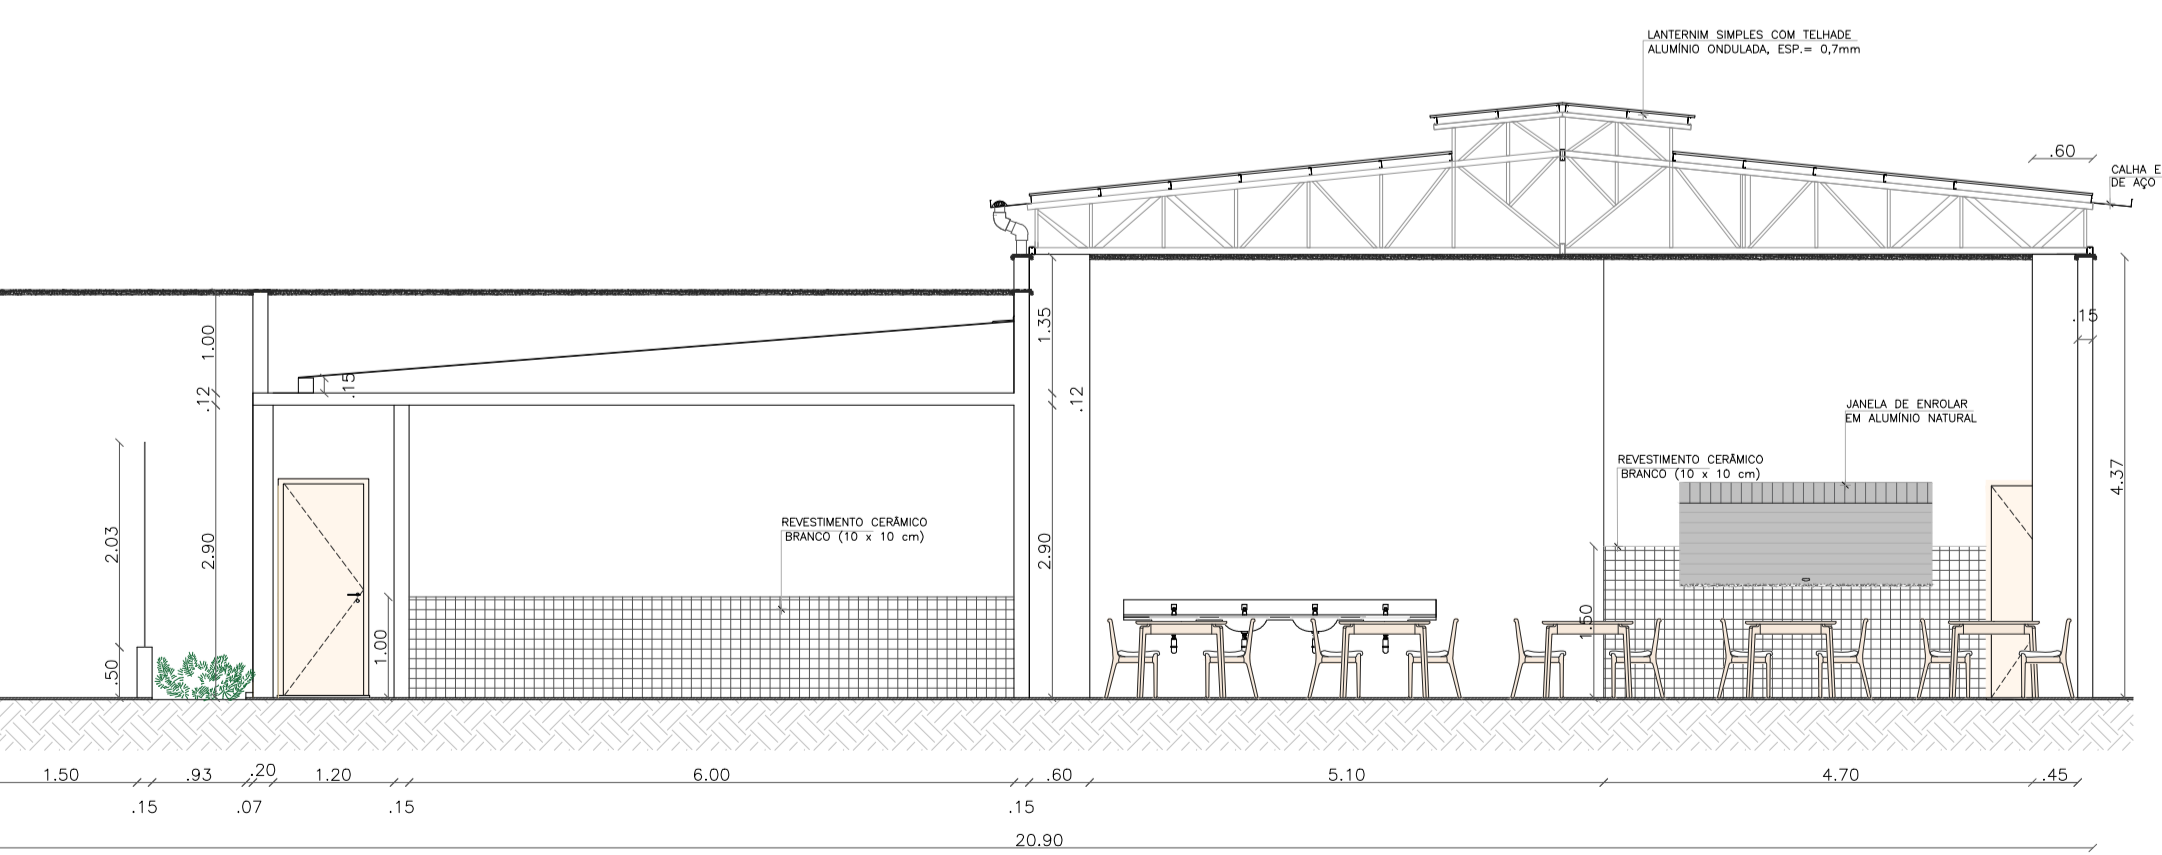 LANTERNIM SIMPLES COM TELHADE
ALUMÍNIO ONDULADA, ESP.= 0,7mm
.60
CALHA E
DE AÇO
1.00
.12
.15
1.35
.12
.15
2.03
2.90
.50
1.00
2.90
4.37
JANELA DE ENROLAR
EM ALUMÍNIO NATURAL
REVESTIMENTO CERÂMICO
BRANCO (10 x 10 cm)
REVESTIMENTO CERÂMICO
BRANCO (10 x 10 cm)
1.50
1.50
.93
.20
1.20
6.00
.60
5.10
4.70
.45
.15
.07
.15
.15
20.90